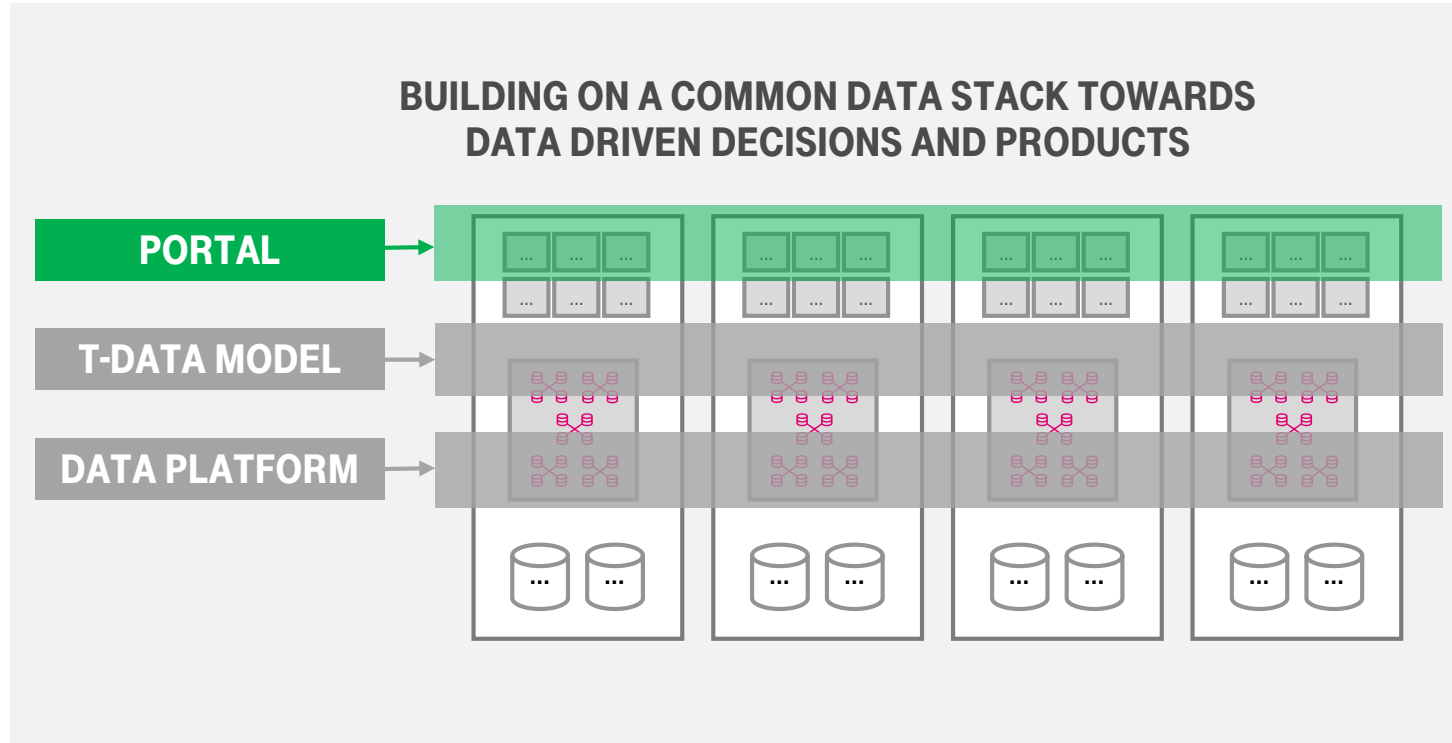 BUILDING ON A COMMON DATA STACK TOWARDS
DATA DRIVEN DECISIONS AND PRODUCTS
PORTAL
... ... ... ... ... ... ... ... ... ... ... ...
... ... ... ... ... ... ... ... ... ... ... ...
T-DATA MODEL
DATA PLATFORM
... ... ... ... ... ... ... ...